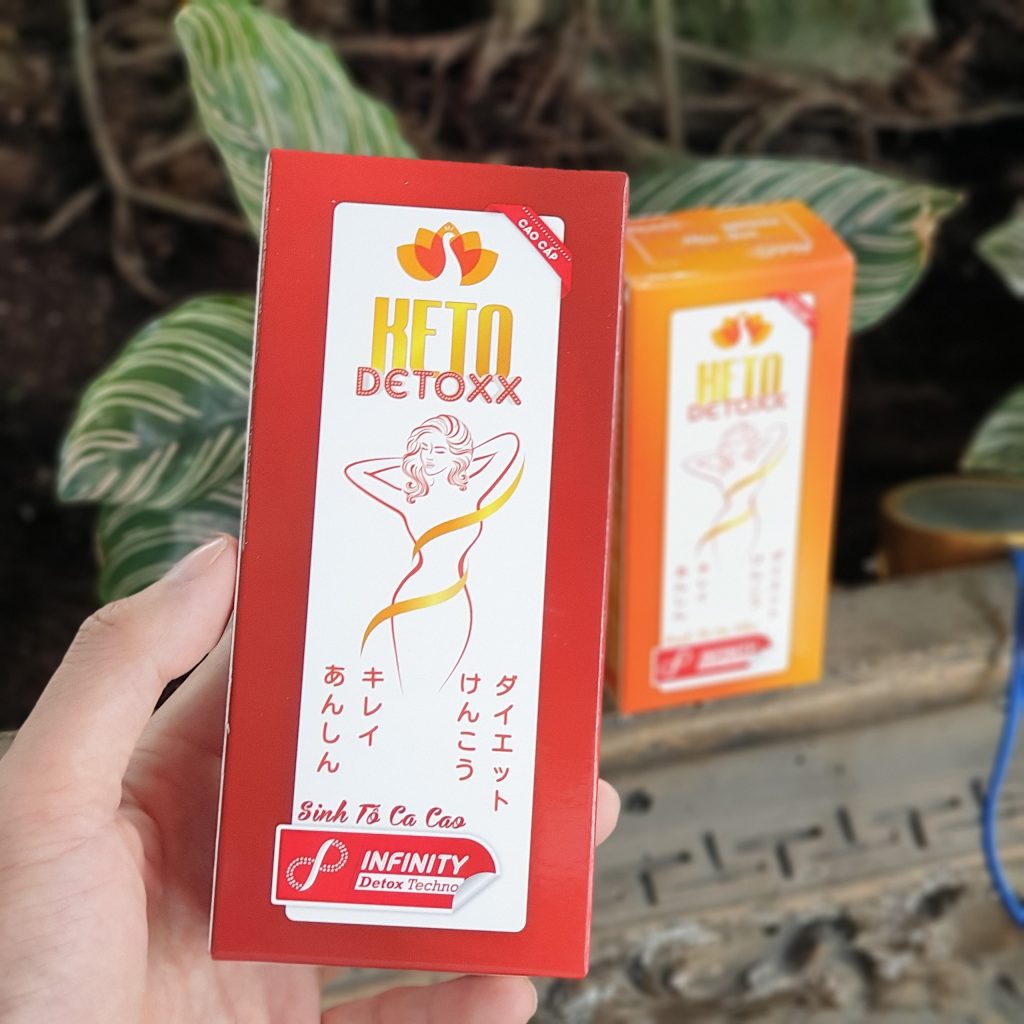 CAO CẤP
KETO
DETOXX
ダイエット
けんこう
キレイ
あんしん
Sinh Tố Ca Cao
INFINITY
Detox Techno
KETO
DETOXX